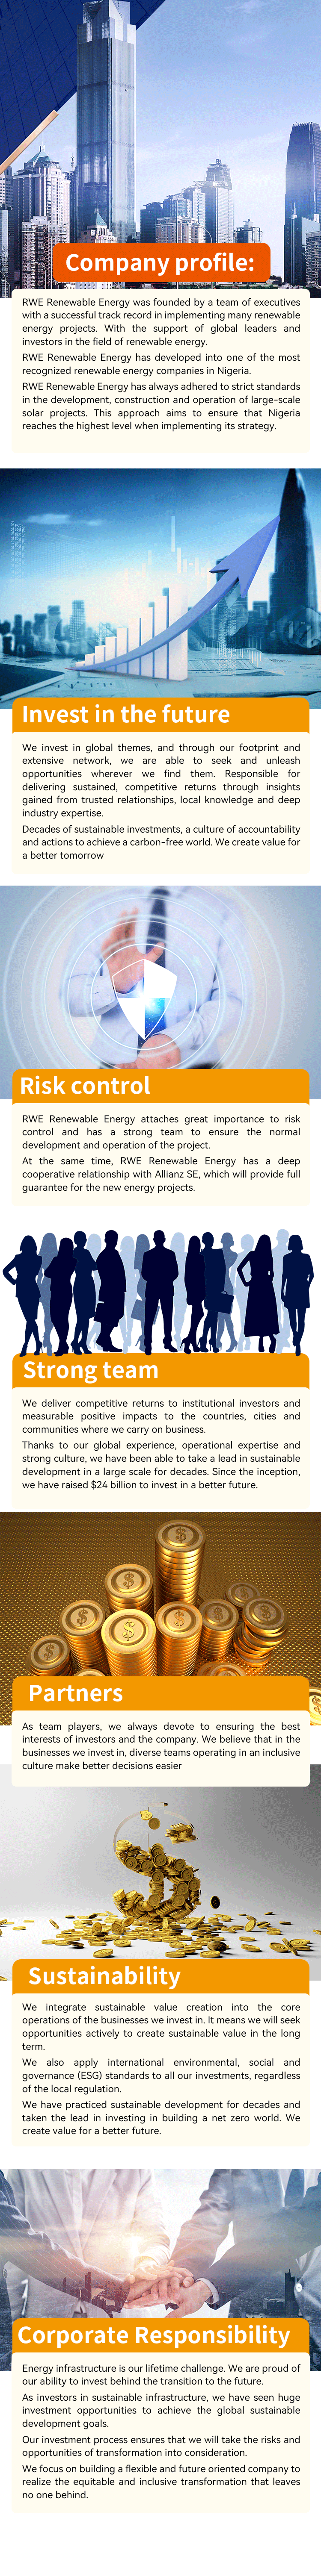 Company profile:
RWE Renewable Energy was founded by a team of executives
with a successful track record in implementing many renewable
energy projects. With the support of global leaders and
investors in the field of renewable energy.
RWE Renewable Energy has developed into one of the most
recognized renewable energy companies in Nigeria.
RWE Renewable Energy has always adhered to strict standards
in the development, construction and operation of large-scale
solar projects. This approach aims to ensure that Nigeria
reaches the highest level when implementing its strategy.
Invest in the future
We invest in global themes, and through our footprint and
extensive network, we are able to seek and unleash
opportunities wherever we find them. Responsible for
delivering sustained, competitive returns through insights
gained from trusted relationships, local knowledge and deep
industry expertise.
Decades of sustainable investments, a culture of accountability
and actions to achieve a carbon-free world. We create value for
a better tomorrow
Risk control
RWE Renewable Energy attaches great importance to risk
control and has a strong team to ensure the normal
development and operation of the project.
At the same time, RWE Renewable Energy has a deep
cooperative relationship with Allianz SE, which will provide full
guarantee for the new energy projects.
Strong team
We deliver competitive returns to institutional investors and
measurable positive impacts to the countries, cities and
communities where we carry on business.
Thanks to our global experience, operational expertise and
strong culture, we have been able to take a lead in sustainable
development in a large scale for decades. Since the inception,
we have raised $24 billion to invest in a better future.
Partners
As team players, we always devote to ensuring the best
interests of investors and the company. We believe that in the
businesses we invest in, diverse teams operating in an inclusive
culture make better decisions easier
Sustainability
We integrate sustainable value creation into the core
operations of the businesses we invest in. It means we will seek
opportunities actively to create sustainable value in the long
term.
We also apply international environmental, social and
governance (ESG) standards to all our investments, regardless
of the local regulation.
We have practiced sustainable development for decades and
taken the lead in investing in building a net zero world. We
create value for a better future.
Corporate Responsibility
Energy infrastructure is our lifetime challenge. We are proud of
our ability to invest behind the transition to the future.
As investors in sustainable infrastructure, we have seen huge
investment opportunities to achieve the global sustainable
development goals.
Our investment process ensures that we will take the risks and
opportunities of transformation into consideration.
We focus on building a flexible and future oriented company to
realize the equitable and inclusive transformation that leaves
no one behind.